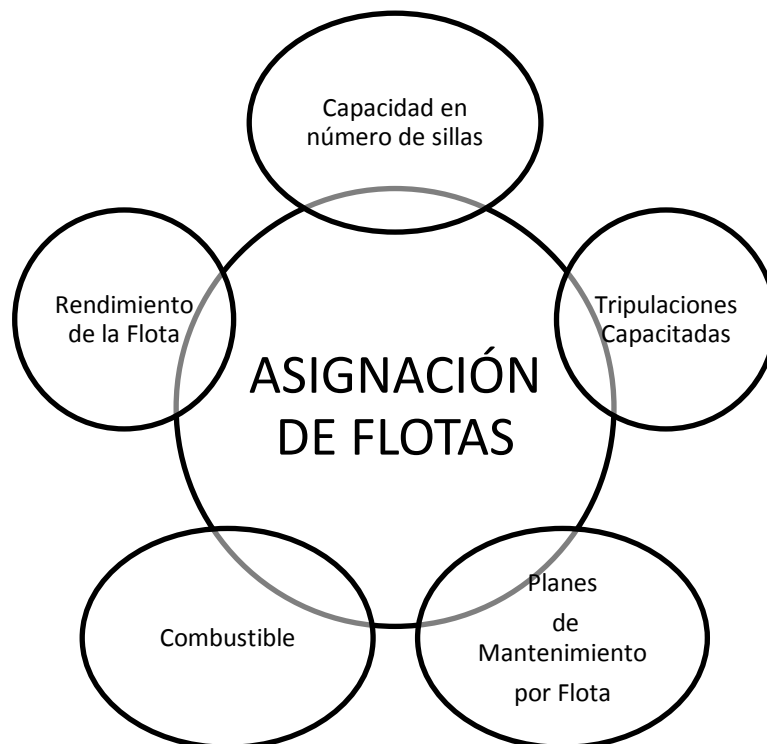 Capacidad en
número de sillas
Rendimiento
de la Flota
Tripulaciones
Capacitadas
ASIGNACIÓN
DE FLOTAS
Combustible
Planes
de
Mantenimiento
por Flota